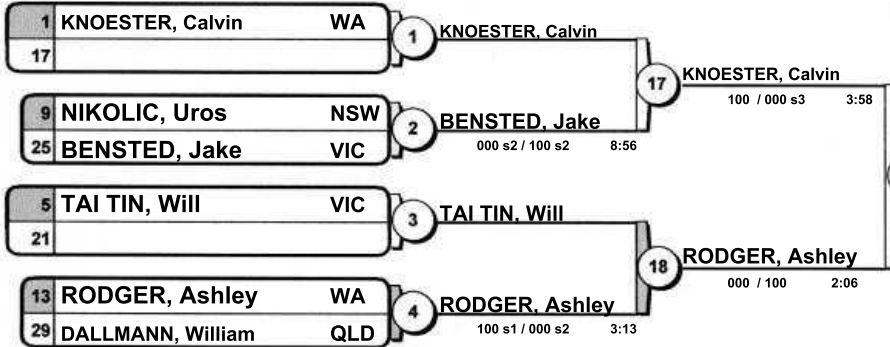 1 KNOESTER, Calvin WA
17
1
KNOESTER, Calvin
9 NIKOLIC, Uros NSW
25 BENSTED, Jake VIC
2
BENSTED, Jake
000 s2 / 100 s2 8:56
17
KNOESTER, Calvin
100 / 000 s3 3:58
5 TAI TIN, Will VIC
21
3
TAI TIN, Will
13 RODGER, Ashley WA
29 DALLMANN, William QLD
4
RODGER, Ashley
100 s1 / 000 s2 3:13
18
RODGER, Ashley
000 / 100 2:06